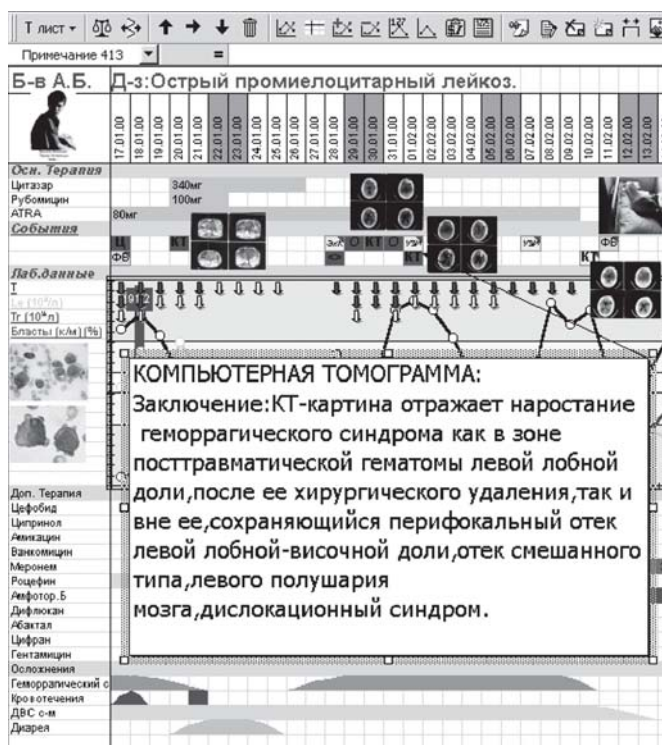 Т лист
Примечание 413 =
Б-в А.Б. Д-з:Острый промиелоцитарный лейкоз.
17.01.00 18.01.00 19.01.00 20.01.00 21.01.00 22.01.00 23.01.00 24.01.00 25.01.00 26.01.00 27.01.00 28.01.00 29.01.00 30.01.00 31.01.00 01.02.00 02.02.00 03.02.00 04.02.00 05.02.00 06.02.00 07.02.00 08.02.00 09.02.00 10.02.00 11.02.00 12.02.00 13.02.00
Осн. Терапия
Цитазар 340мг
Рубомицин 100мг
ATRA 80мг
События
Ц КТ ЭхК О КТ О УЗИ УЗИ ФБ
ФБ КТ КТ
Лаб.данные
T
Le (10⁹/л)
Tr (10⁹л)
Бласты (к/м)(%)
КОМПЬЮТЕРНАЯ ТОМОГРАММА:
Заключение:КТ-картина отражает наростание
геморрагического синдрома как в зоне
посттравматической гематомы левой лобной
доли,после ее хирургического удаления,так и
вне ее,сохраняющийся перифокальный отек
левой лобной-височной доли,отек смешанного
типа,левого полушария
мозга,дислокационный синдром.
Доп. Терапия
Цефобид
Ципринол
Амикацин
Ванкомицин
Меронем
Роцефин
Амфотор.Б
Дифлюкан
Абактал
Цифран
Гентамицин
Осложнения
Геморрагический с
Кровотечения
ДВС с-м
Диарея